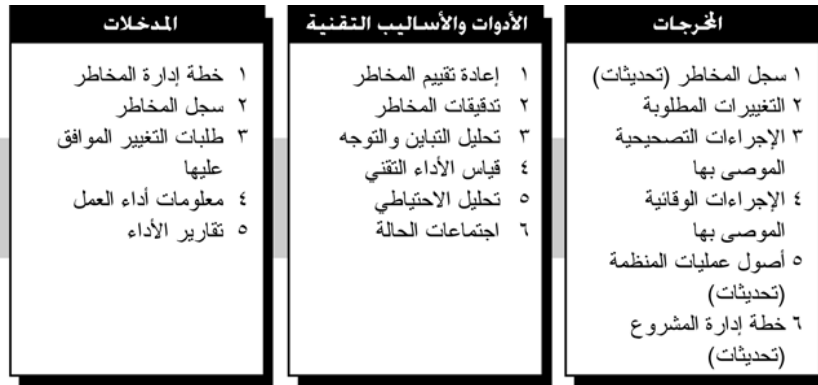 المدخلات
١ خطة إدارة المخاطر
٢ سجل المخاطر
٣ طلبات التغيير الموافق
عليها
٤ معلومات أداء العمل
٥ تقارير الأداء
الأدوات والأساليب التقنية
١ إعادة تقييم المخاطر
٢ تدقيقات المخاطر
٣ تحليل التباين والتوجه
٤ قياس الأداء التقني
٥ تحليل الاحتياطي
٦ اجتماعات الحالة
المخرجات
١ سجل المخاطر (تحديثات)
٢ التغييرات المطلوبة
٣ الإجراءات التصحيحية
الموصى بها
٤ الإجراءات الوقائية
الموصى بها
٥ أصول عمليات المنظمة
(تحديثات)
٦ خطة إدارة المشروع
(تحديثات)